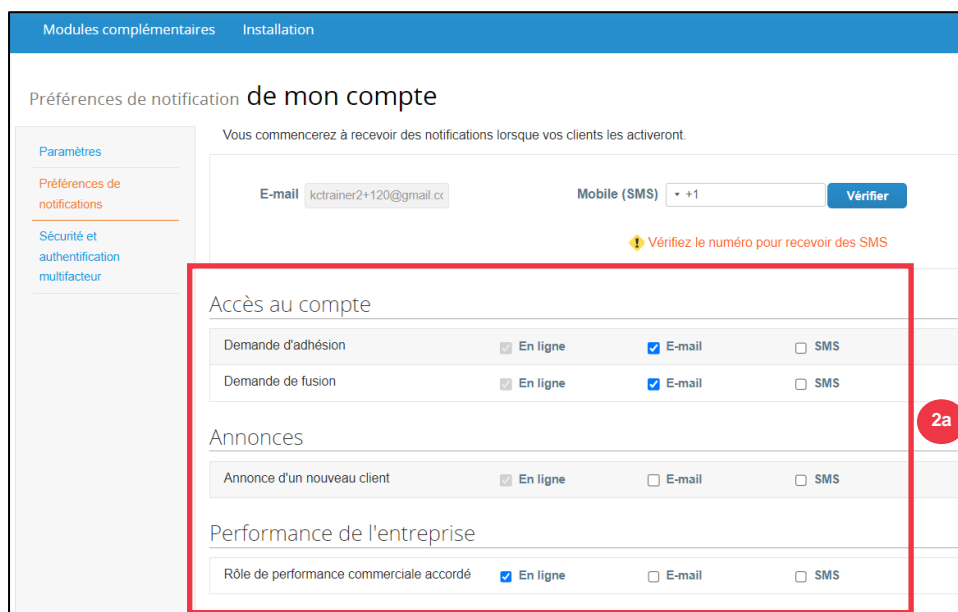 Modules complémentaires Installation
Préférences de notification de mon compte
Vous commencerez à recevoir des notifications lorsque vos clients les activeront.
Paramètres
Préférences de
notifications
Sécurité et
authentification
multifacteur
E-mail kctrainer2+120@gmail.cc Mobile (SMS) +1 Vérifier
Vérifiez le numéro pour recevoir des SMS
Accès au compte
Demande d'adhésion En ligne E-mail SMS
Demande de fusion En ligne E-mail SMS
2a
Annonces
Annonce d'un nouveau client En ligne E-mail SMS
Performance de l'entreprise
Rôle de performance commerciale accordé En ligne E-mail SMS